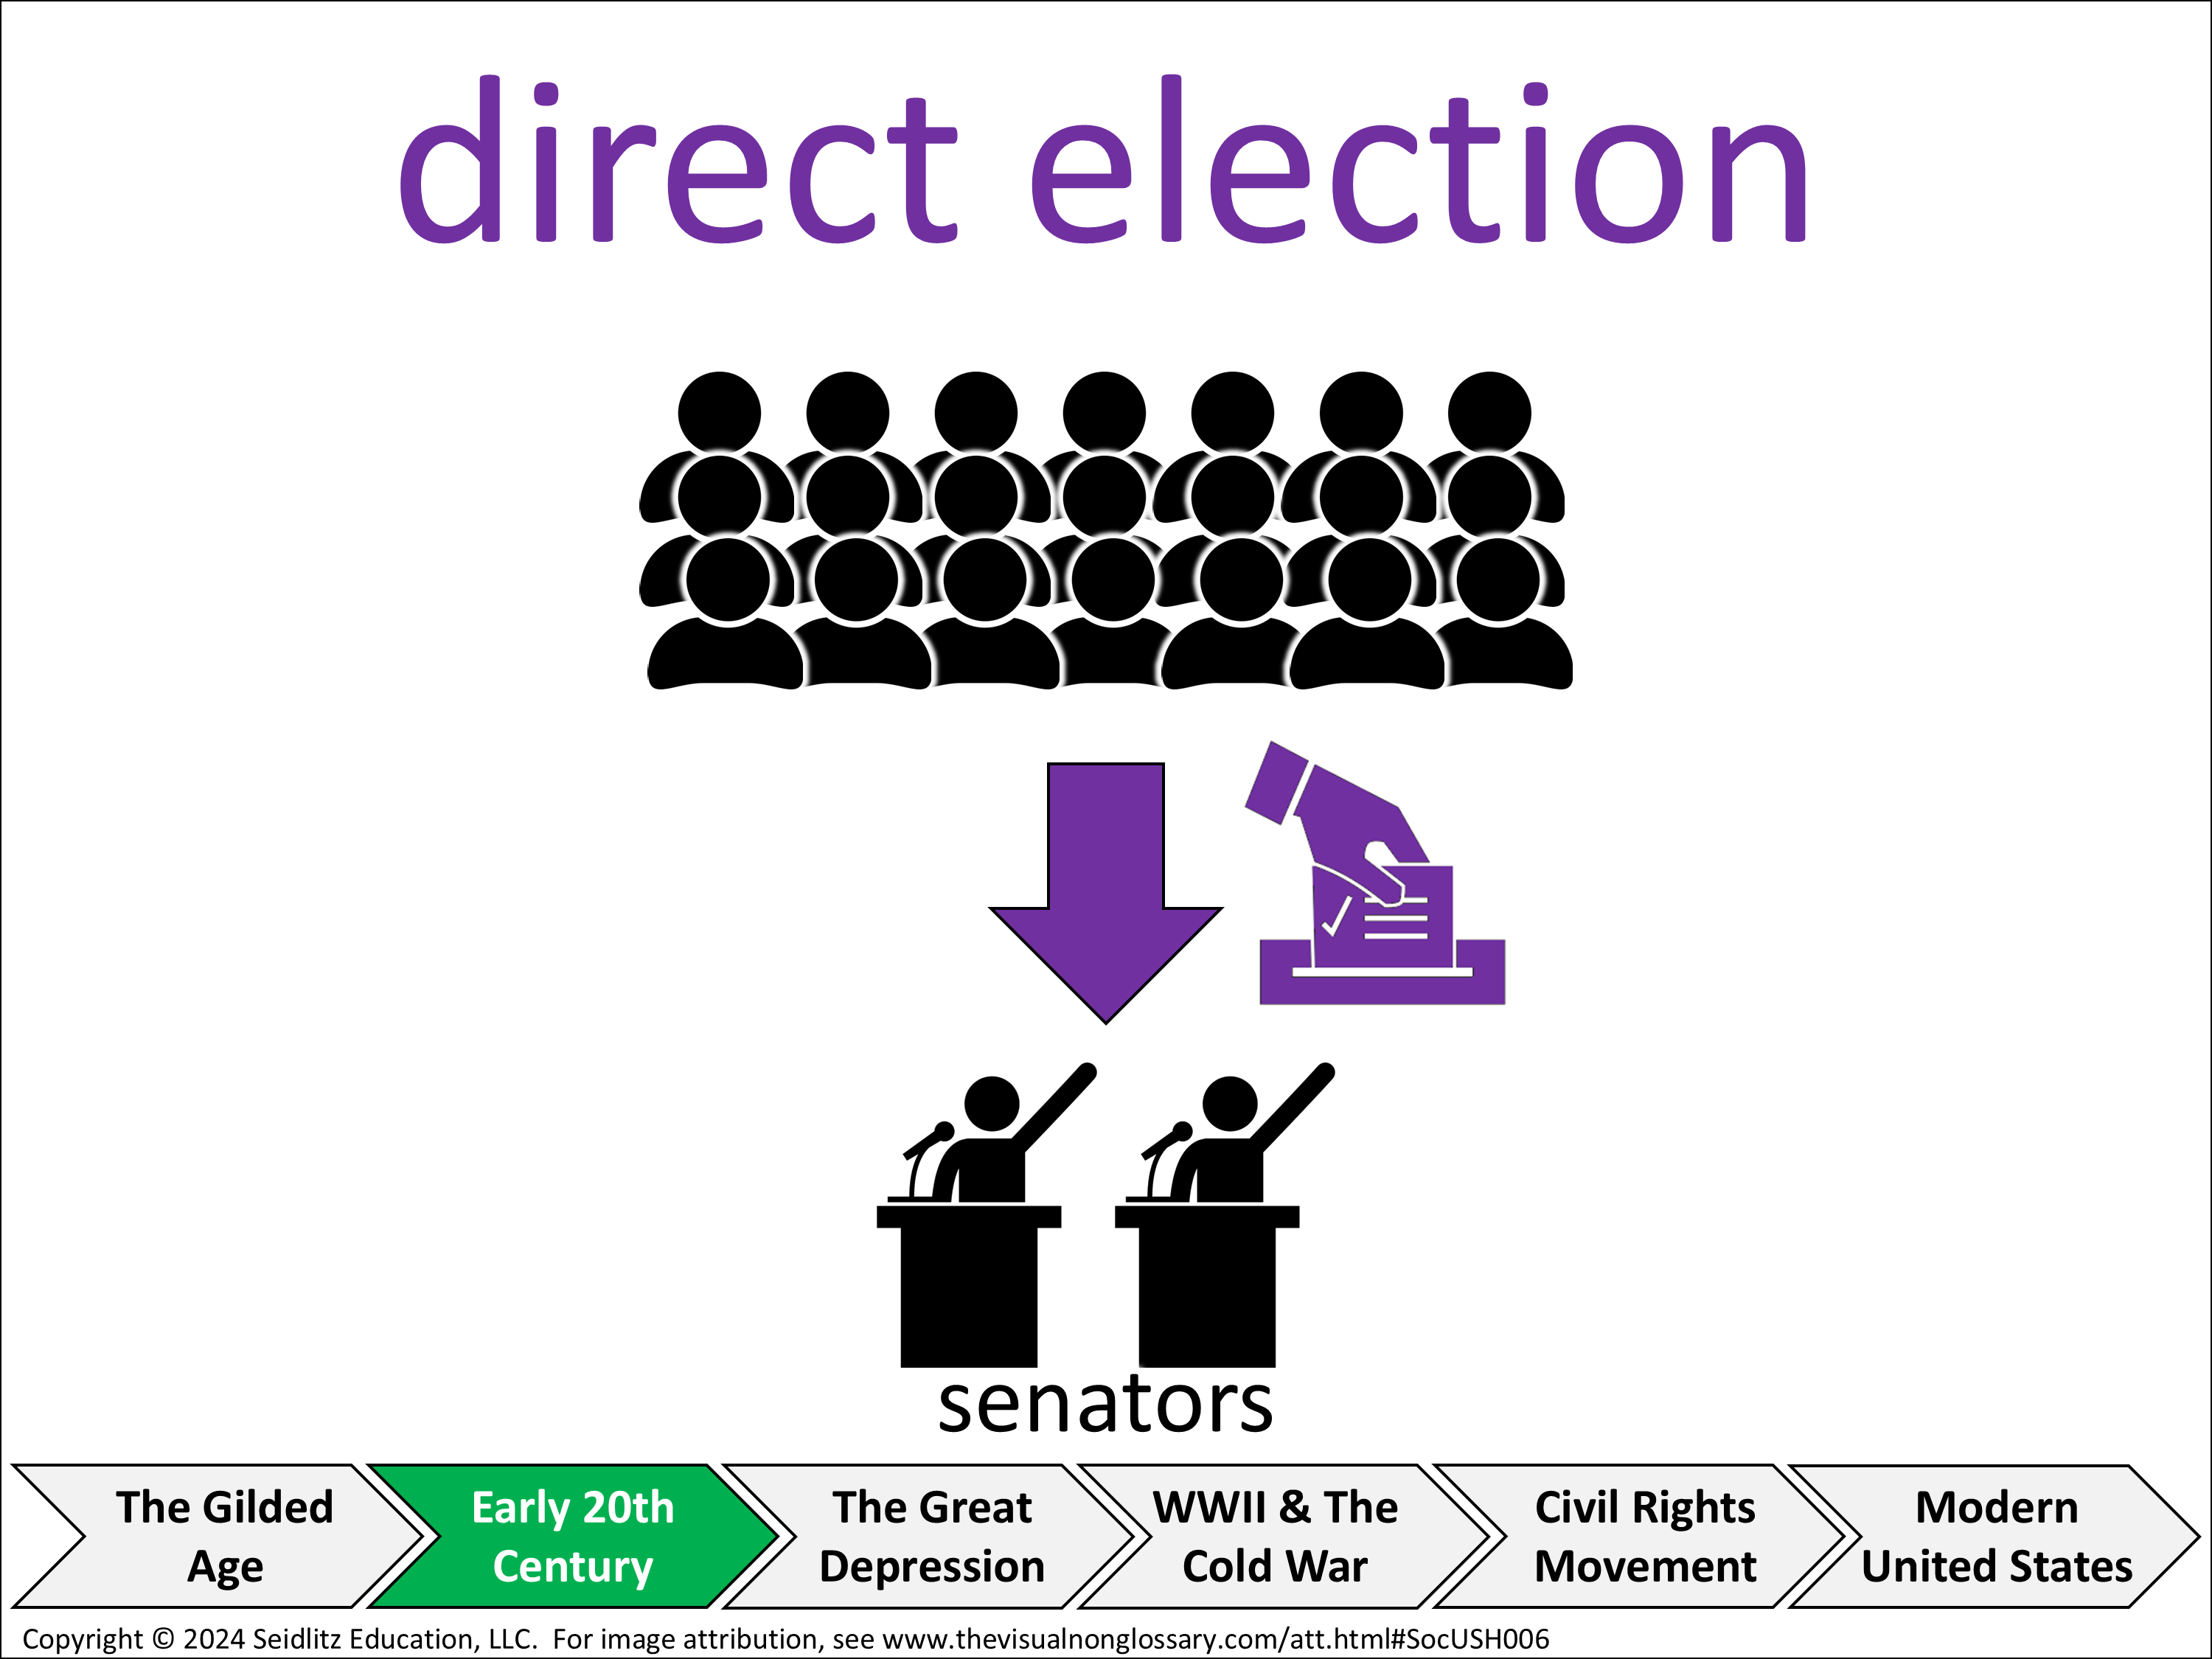 direct election
senators
The Gilded
Age
Early 20th
Century
The Great
Depression
WWII & The
Cold War
Civil Rights
Movement
Modern
United States
Copyright © 2024 Seidlitz Education, LLC.  For image attribution, see www.thevisualnonglossary.com/att.html#SocUSH006